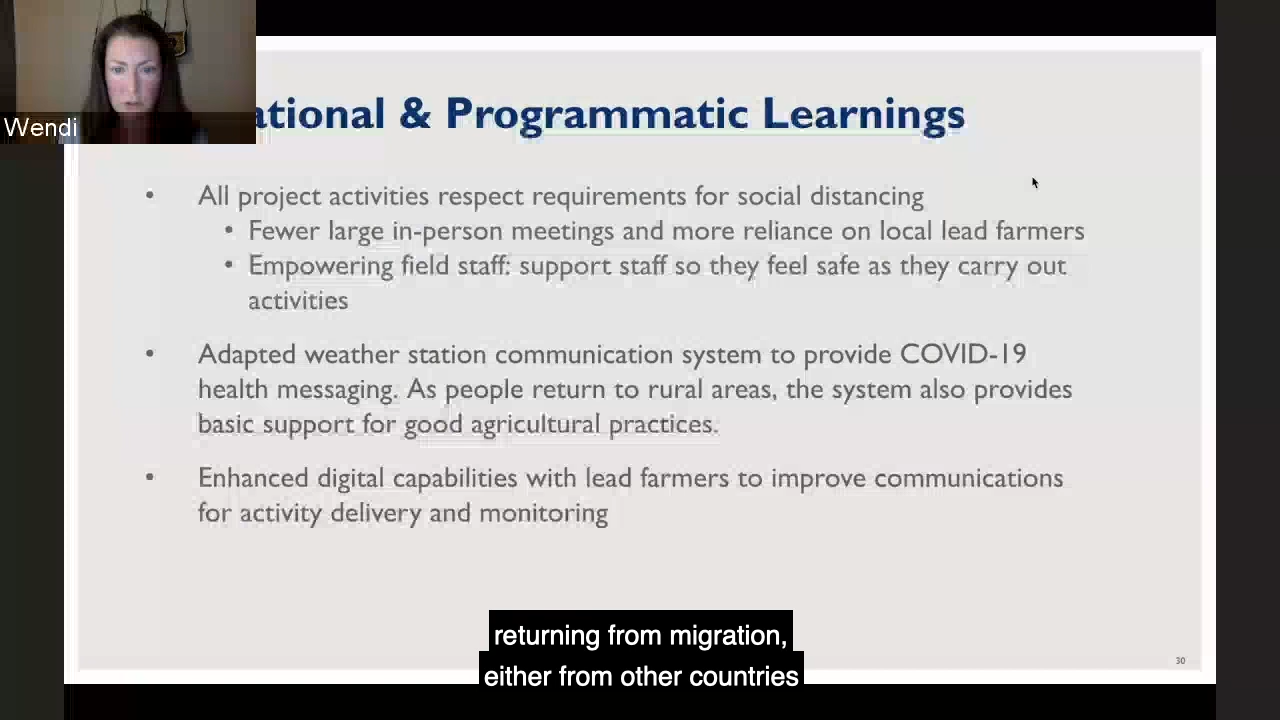 Wendi
ational & Programmatic Learnings
• All project activities respect requirements for social distancing
• Fewer large in-person meetings and more reliance on local lead farmers
• Empowering field staff: support staff so they feel safe as they carry out
activities
• Adapted weather station communication system to provide COVID-19
health messaging. As people return to rural areas, the system also provides
basic support for good agricultural practices.
• Enhanced digital capabilities with lead farmers to improve communications
for activity delivery and monitoring
returning from migration,
either from other countries
30